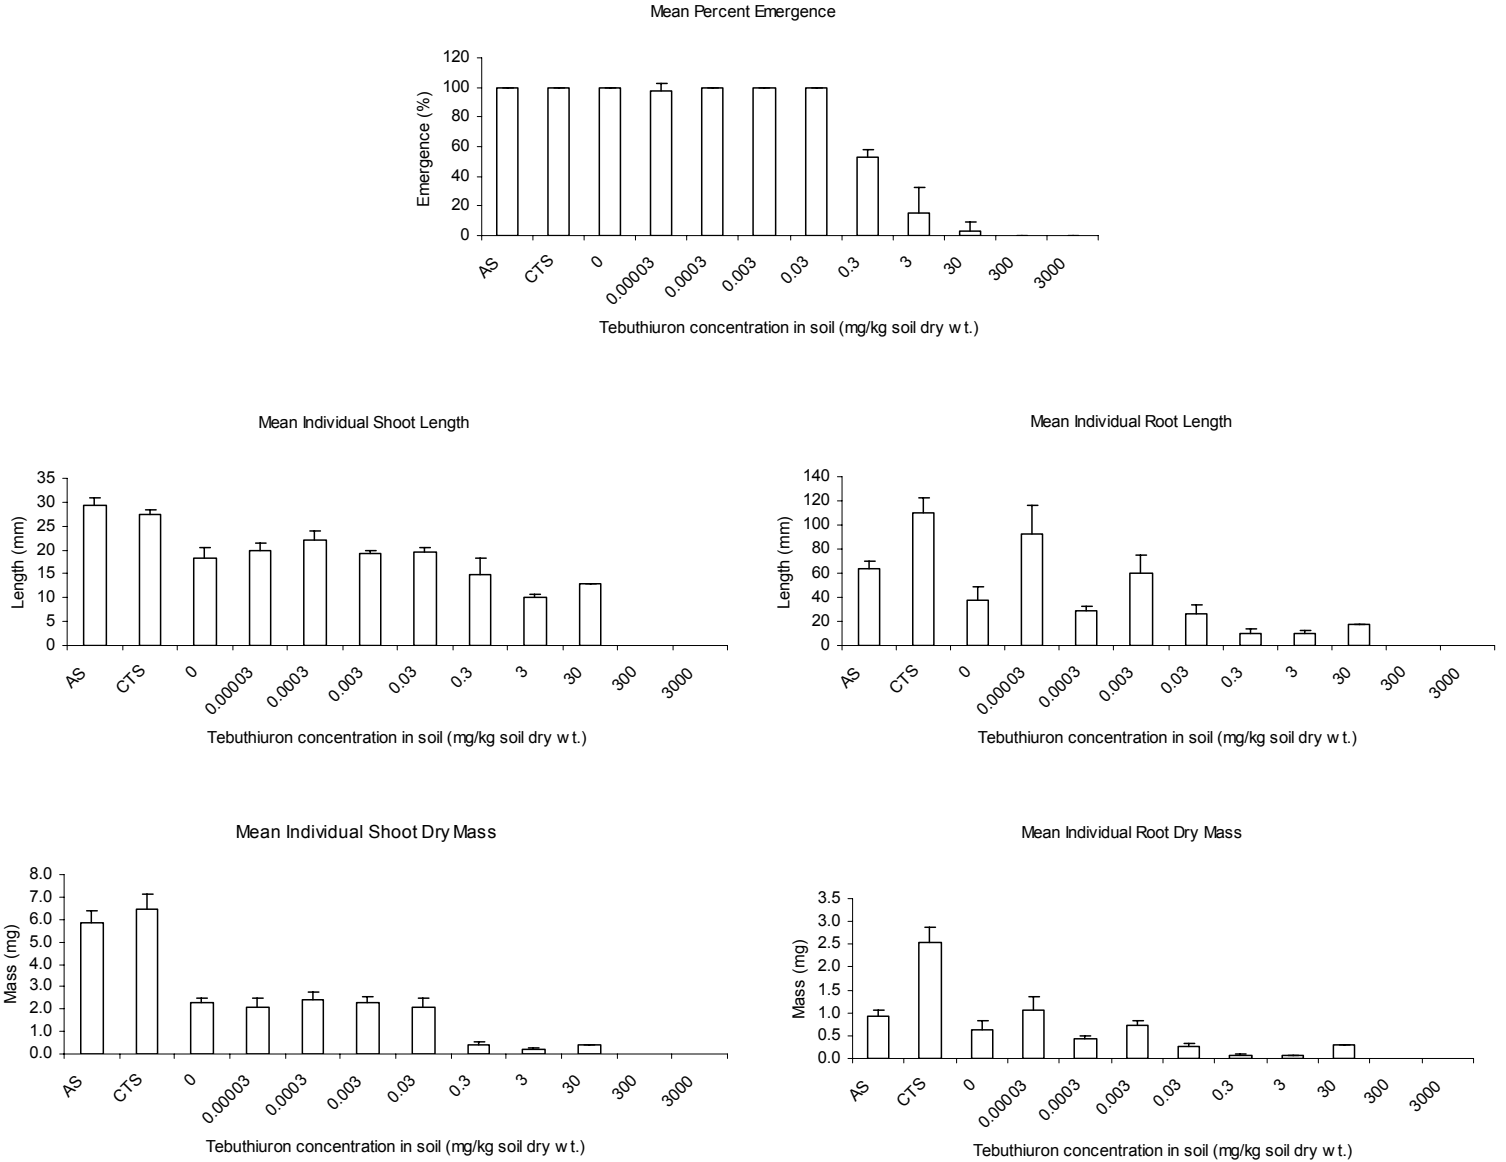 Mean Percent Emergence
120
100
80
60
40
20
0
Emergence (%)
AS CTS 0 0.00003 0.0003 0.003 0.03 0.3 3 30 300 3000
Tebuthiuron concentration in soil (mg/kg soil dry w t.)
Mean Individual Shoot Length
35
30
25
20
15
10
5
0
Length (mm)
AS CTS 0 0.00003 0.0003 0.003 0.03 0.3 3 30 300 3000
Tebuthiuron concentration in soil (mg/kg soil dry w t.)
Mean Individual Root Length
140
120
100
80
60
40
20
0
Length (mm)
AS CTS 0 0.00003 0.0003 0.003 0.03 0.3 3 30 300 3000
Tebuthiuron concentration in soil (mg/kg soil dry w t.)
Mean Individual Shoot Dry Mass
8.0
7.0
6.0
5.0
4.0
3.0
2.0
1.0
0.0
Mass (mg)
AS CTS 0 0.00003 0.0003 0.003 0.03 0.3 3 30 300 3000
Tebuthiuron concentration in soil (mg/kg soil dry w t.)
Mean Individual Root Dry Mass
3.5
3.0
2.5
2.0
1.5
1.0
0.5
0.0
Mass (mg)
AS CTS 0 0.00003 0.0003 0.003 0.03 0.3 3 30 300 3000
Tebuthiuron concentration in soil (mg/kg soil dry w t.)